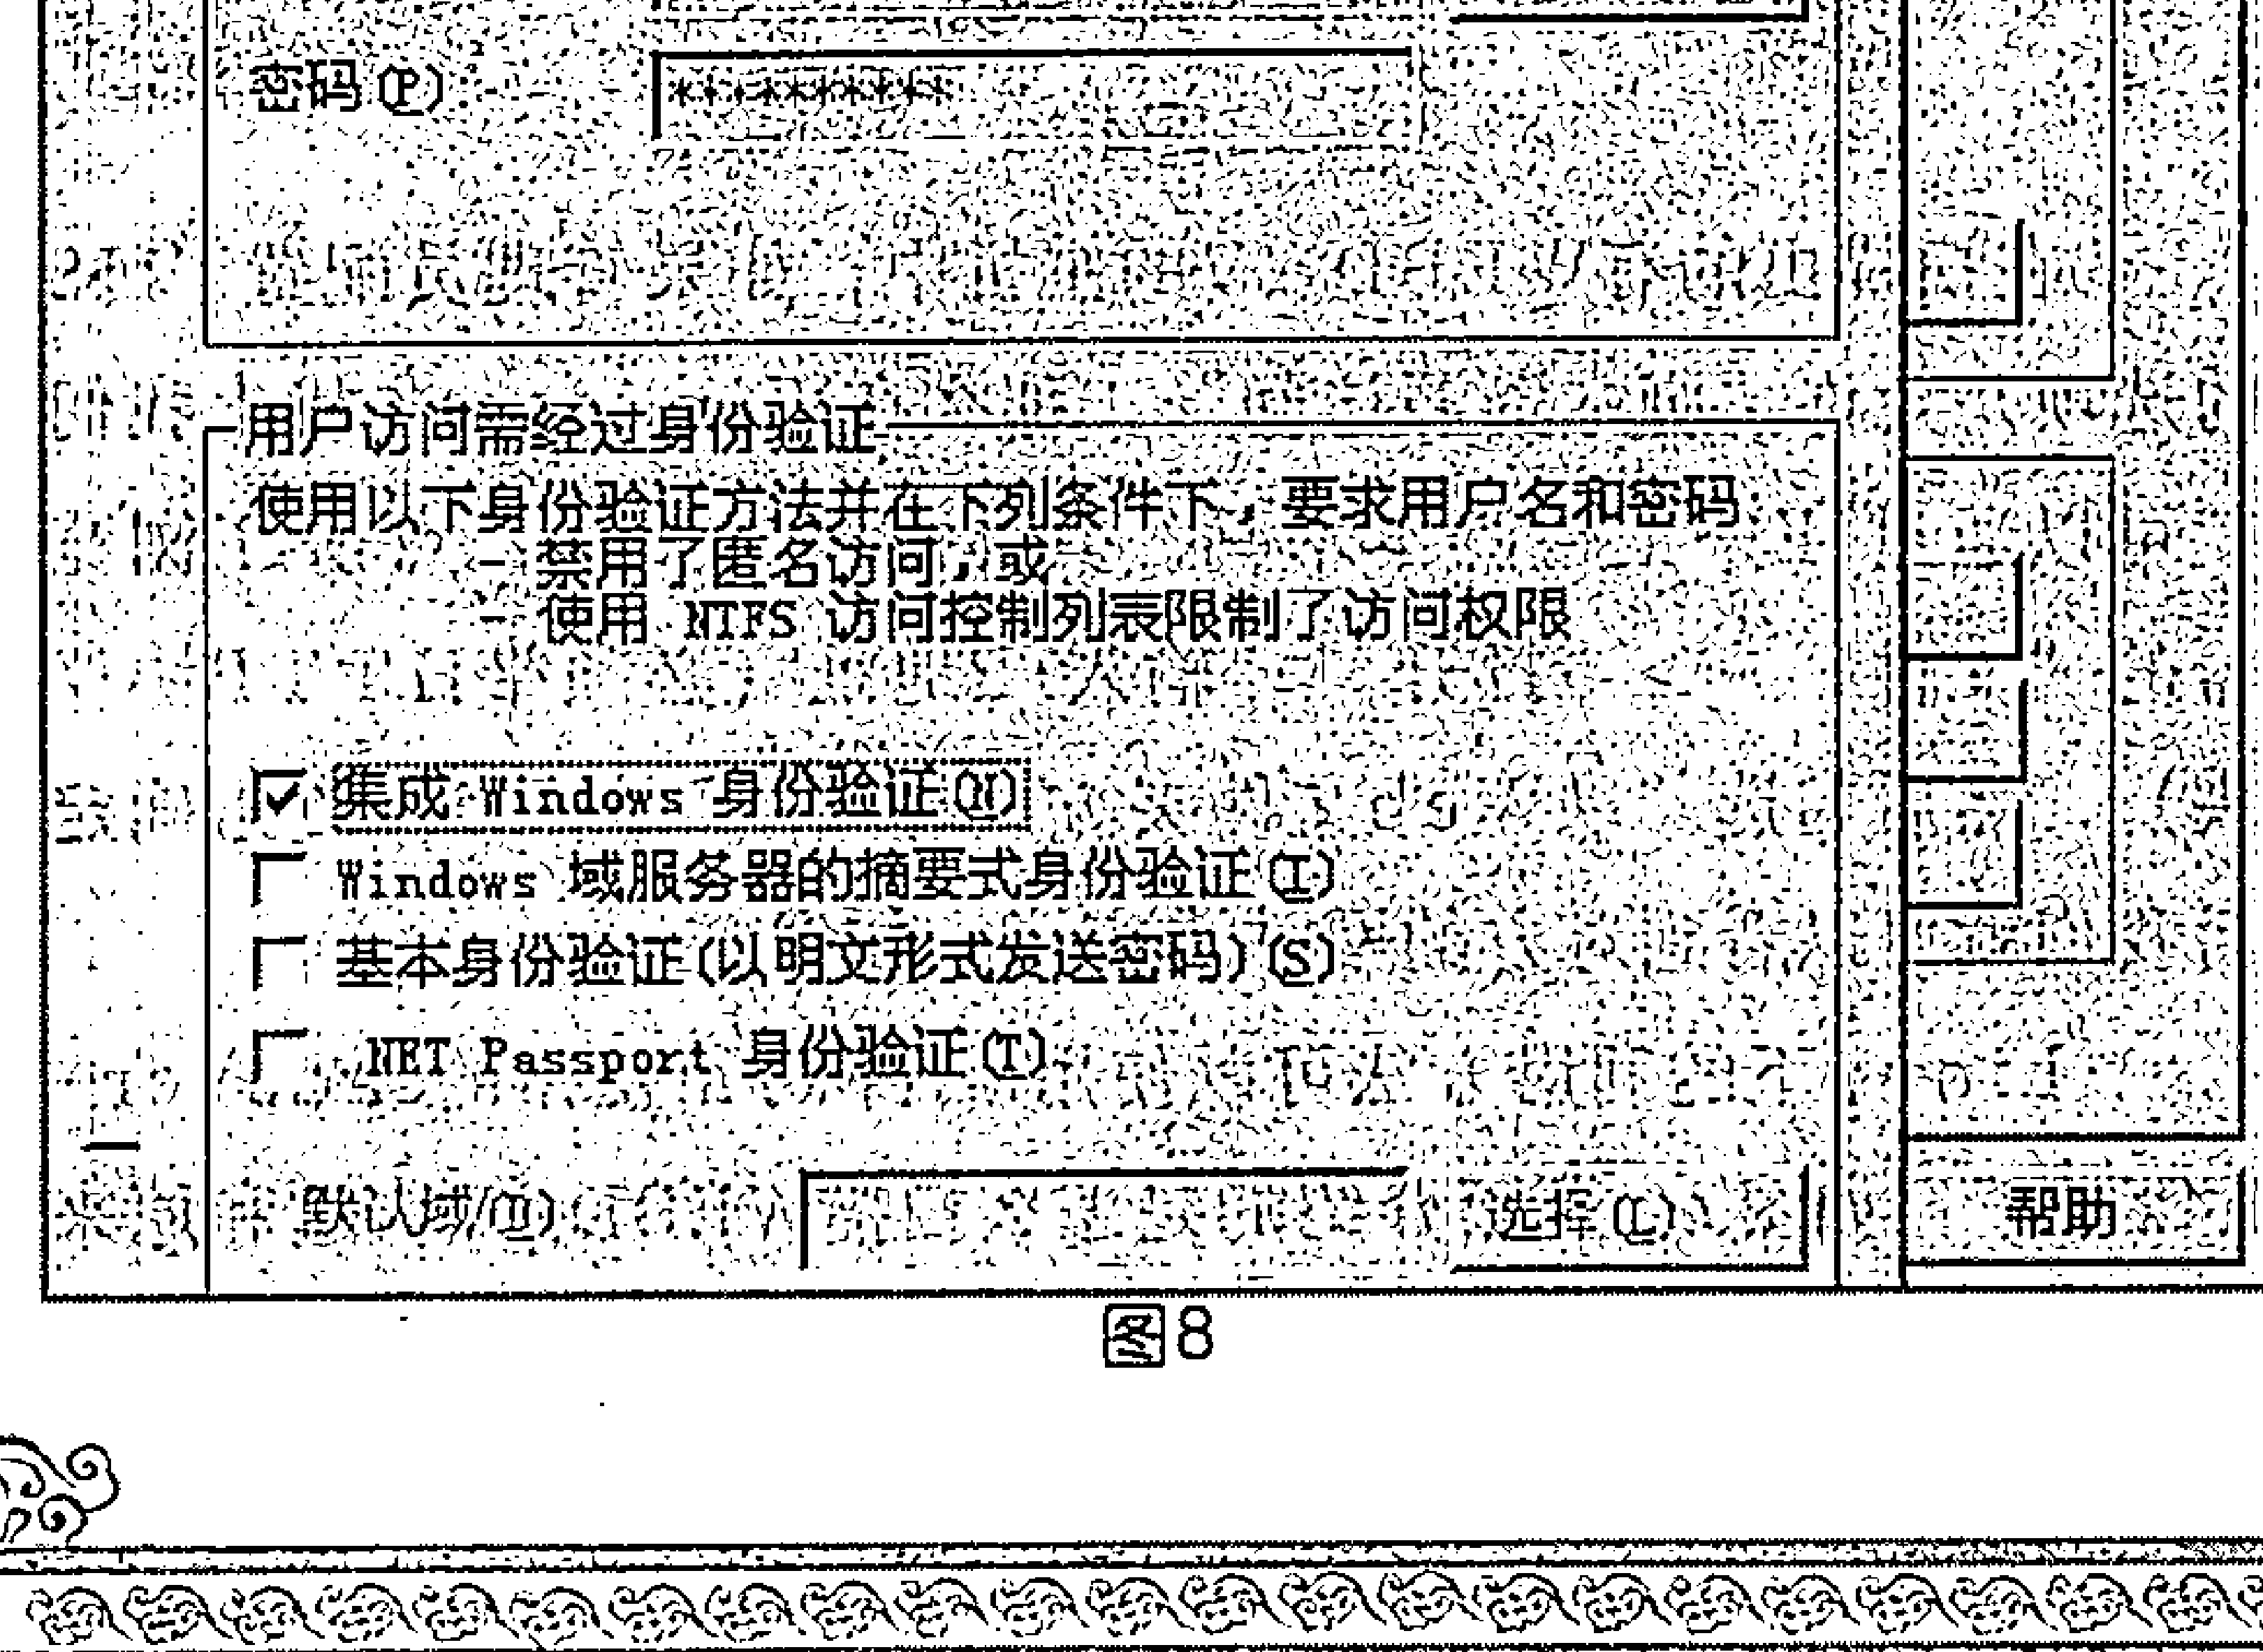 密码(P)
********
用户访问需经过身份验证
使用以下身份验证方法并在下列条件下，要求用户名和密码
- 禁用了匿名访问，或
- 使用 NTFS 访问控制列表限制了访问权限
集成 Windows 身份验证(N)
Windows 域服务器的摘要式身份验证(I)
基本身份验证(以明文形式发送密码)(S)
.NET Passport 身份验证(T)
默认域(D)
选择(L)
帮助
图8